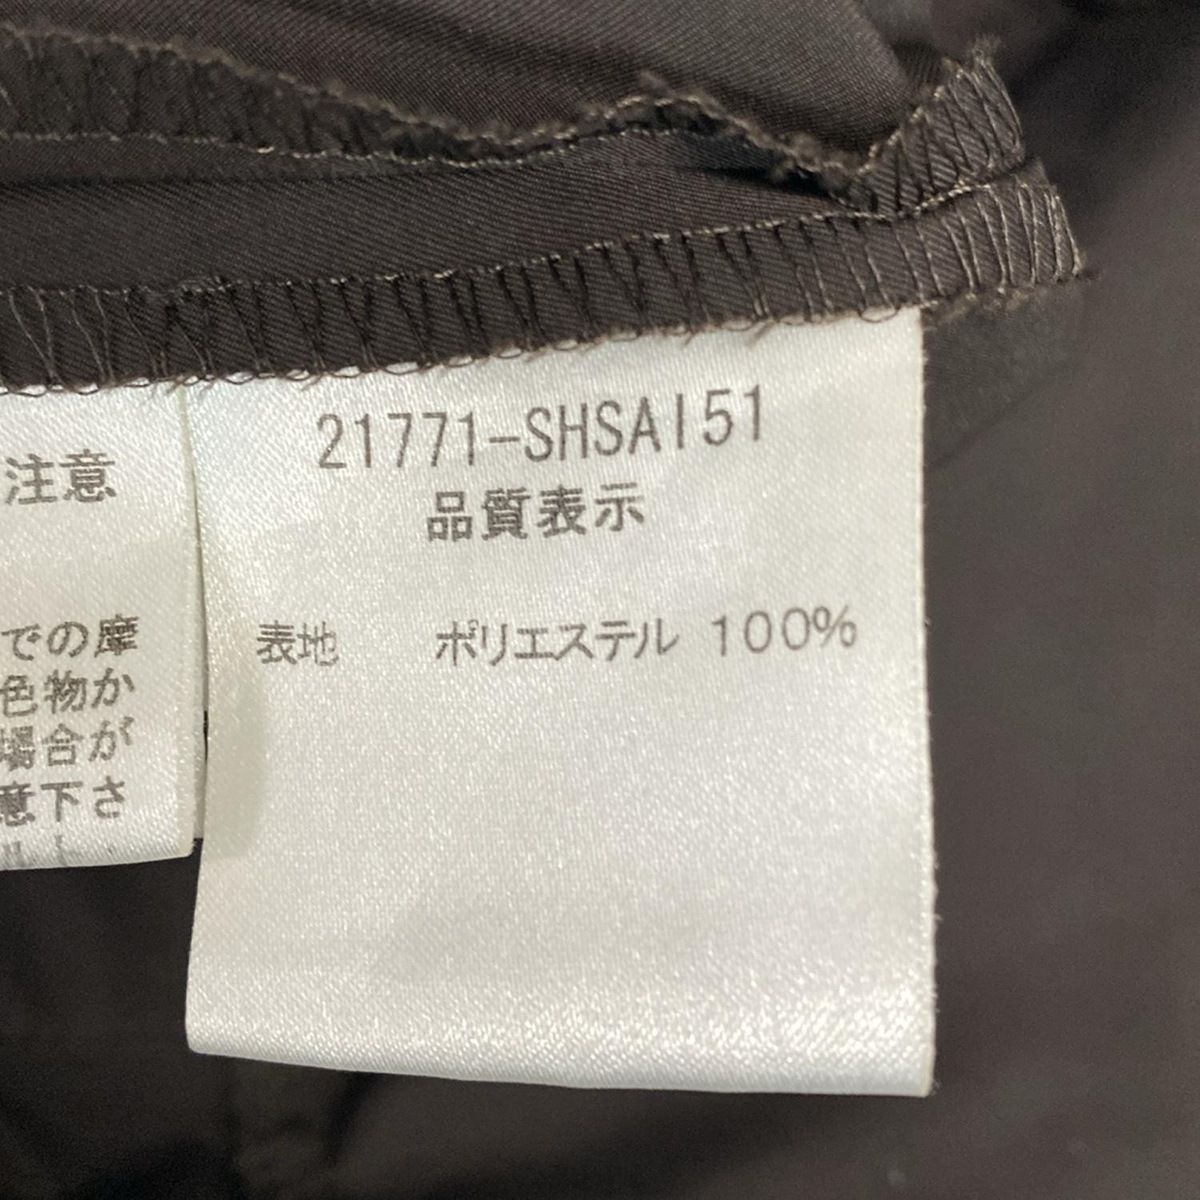 注意
での摩
色物か
場合が
意下さ
21771-SHSAI51
品質表示
表地 ポリエステル 100%